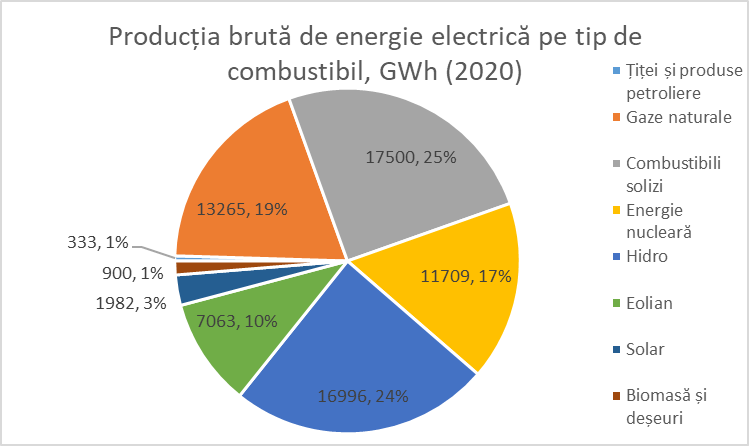 Producția brută de energie electrică pe tip de
combustibil, GWh (2020)
Țiței și produse
petroliere
Gaze naturale
Combustibili
solizi
Energie
nucleară
Hidro
Eolian
Solar
Biomasă și
deșeuri
17500, 25%
13265, 19%
333, 1%
900, 1%
1982, 3%
7063, 10%
11709, 17%
16996, 24%